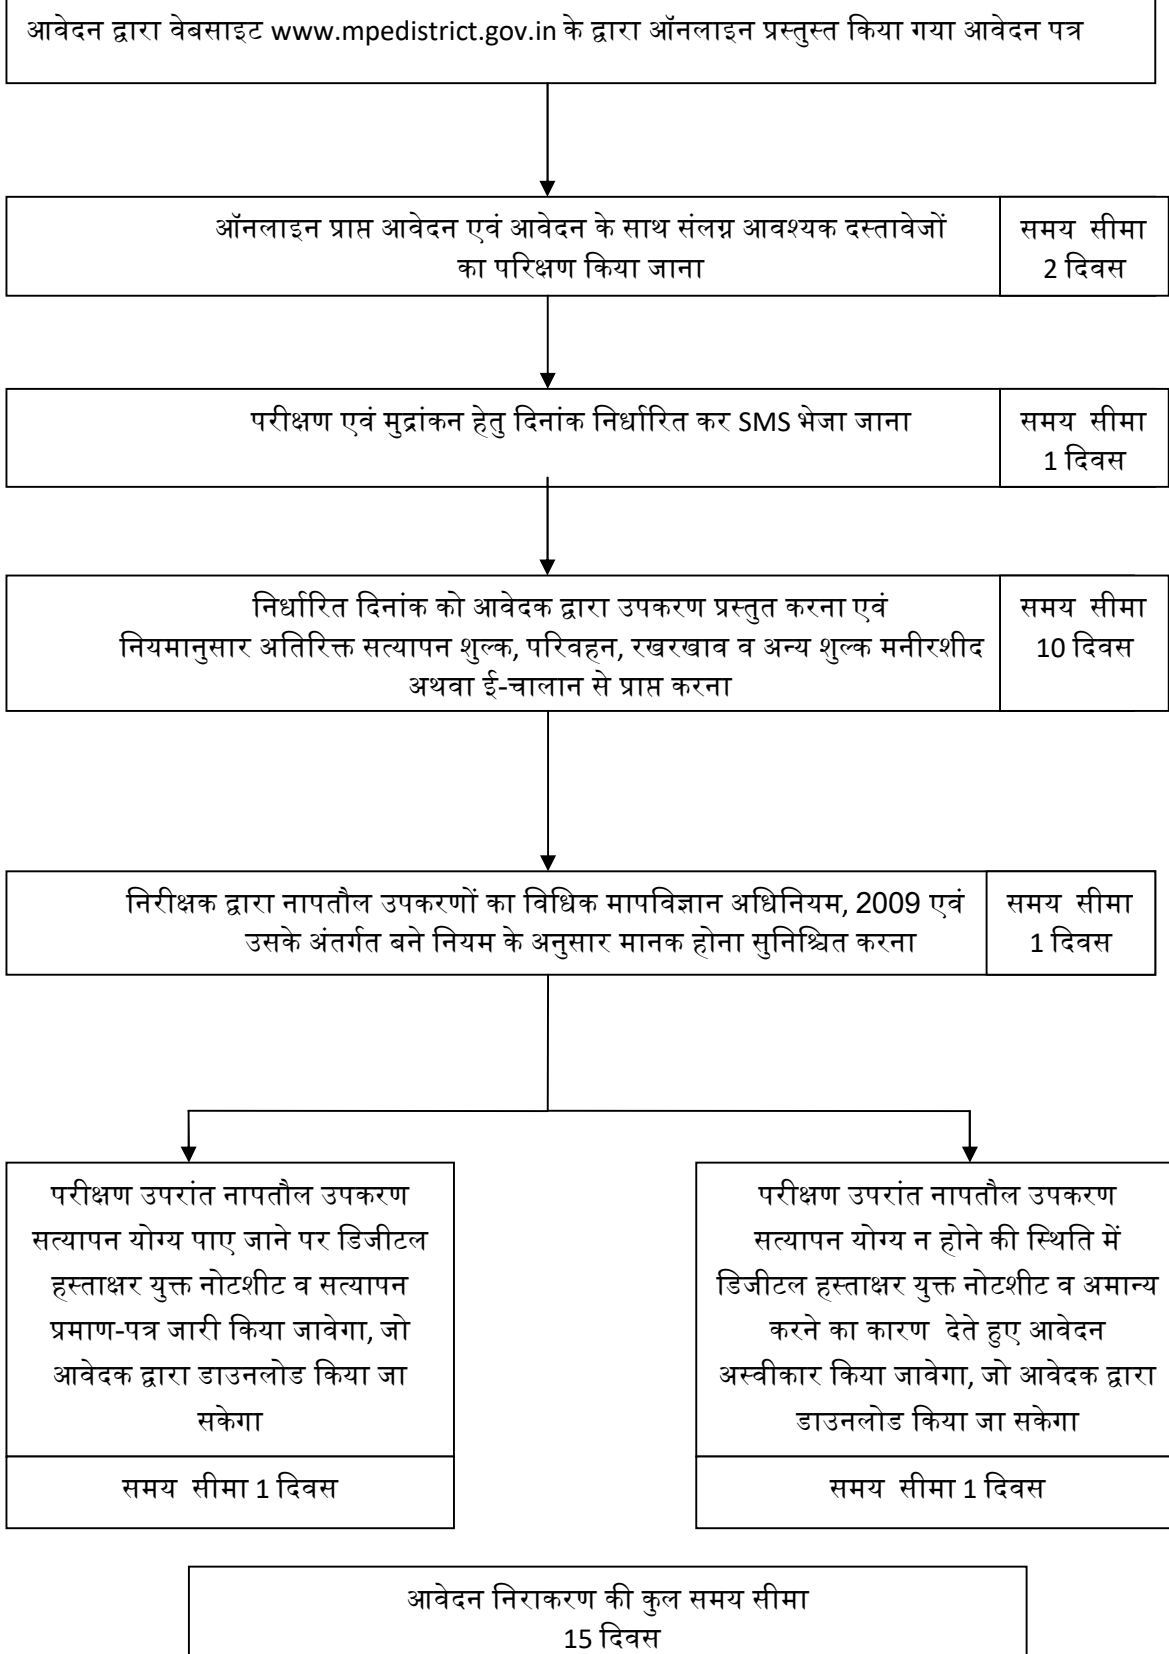 आवेदन द्वारा वेबसाइट www.mpedistrict.gov.in के द्वारा ऑनलाइन प्रस्तुस्त किया गया आवेदन पत्र
ऑनलाइन प्राप्त आवेदन एवं आवेदन के साथ संलग्न आवश्यक दस्तावेजों
का परिक्षण किया जाना
समय सीमा
2 दिवस
परीक्षण एवं मुद्रांकन हेतु दिनांक निर्धारित कर SMS भेजा जाना
समय सीमा
1 दिवस
निर्धारित दिनांक को आवेदक द्वारा उपकरण प्रस्तुत करना एवं
नियमानुसार अतिरिक्त सत्यापन शुल्क, परिवहन, रखरखाव व अन्य शुल्क मनीरशीद
अथवा ई-चालान से प्राप्त करना
समय सीमा
10 दिवस
निरीक्षक द्वारा नापतौल उपकरणों का विधिक मापविज्ञान अधिनियम, 2009 एवं
उसके अंतर्गत बने नियम के अनुसार मानक होना सुनिश्चित करना
समय सीमा
1 दिवस
परीक्षण उपरांत नापतौल उपकरण
सत्यापन योग्य पाए जाने पर डिजीटल
हस्ताक्षर युक्त नोटशीट व सत्यापन
प्रमाण-पत्र जारी किया जावेगा, जो
आवेदक द्वारा डाउनलोड किया जा
सकेगा
समय सीमा 1 दिवस
परीक्षण उपरांत नापतौल उपकरण
सत्यापन योग्य न होने की स्थिति में
डिजीटल हस्ताक्षर युक्त नोटशीट व अमान्य
करने का कारण देते हुए आवेदन
अस्वीकार किया जावेगा, जो आवेदक द्वारा
डाउनलोड किया जा सकेगा
समय सीमा 1 दिवस
आवेदन निराकरण की कुल समय सीमा
15 दिवस